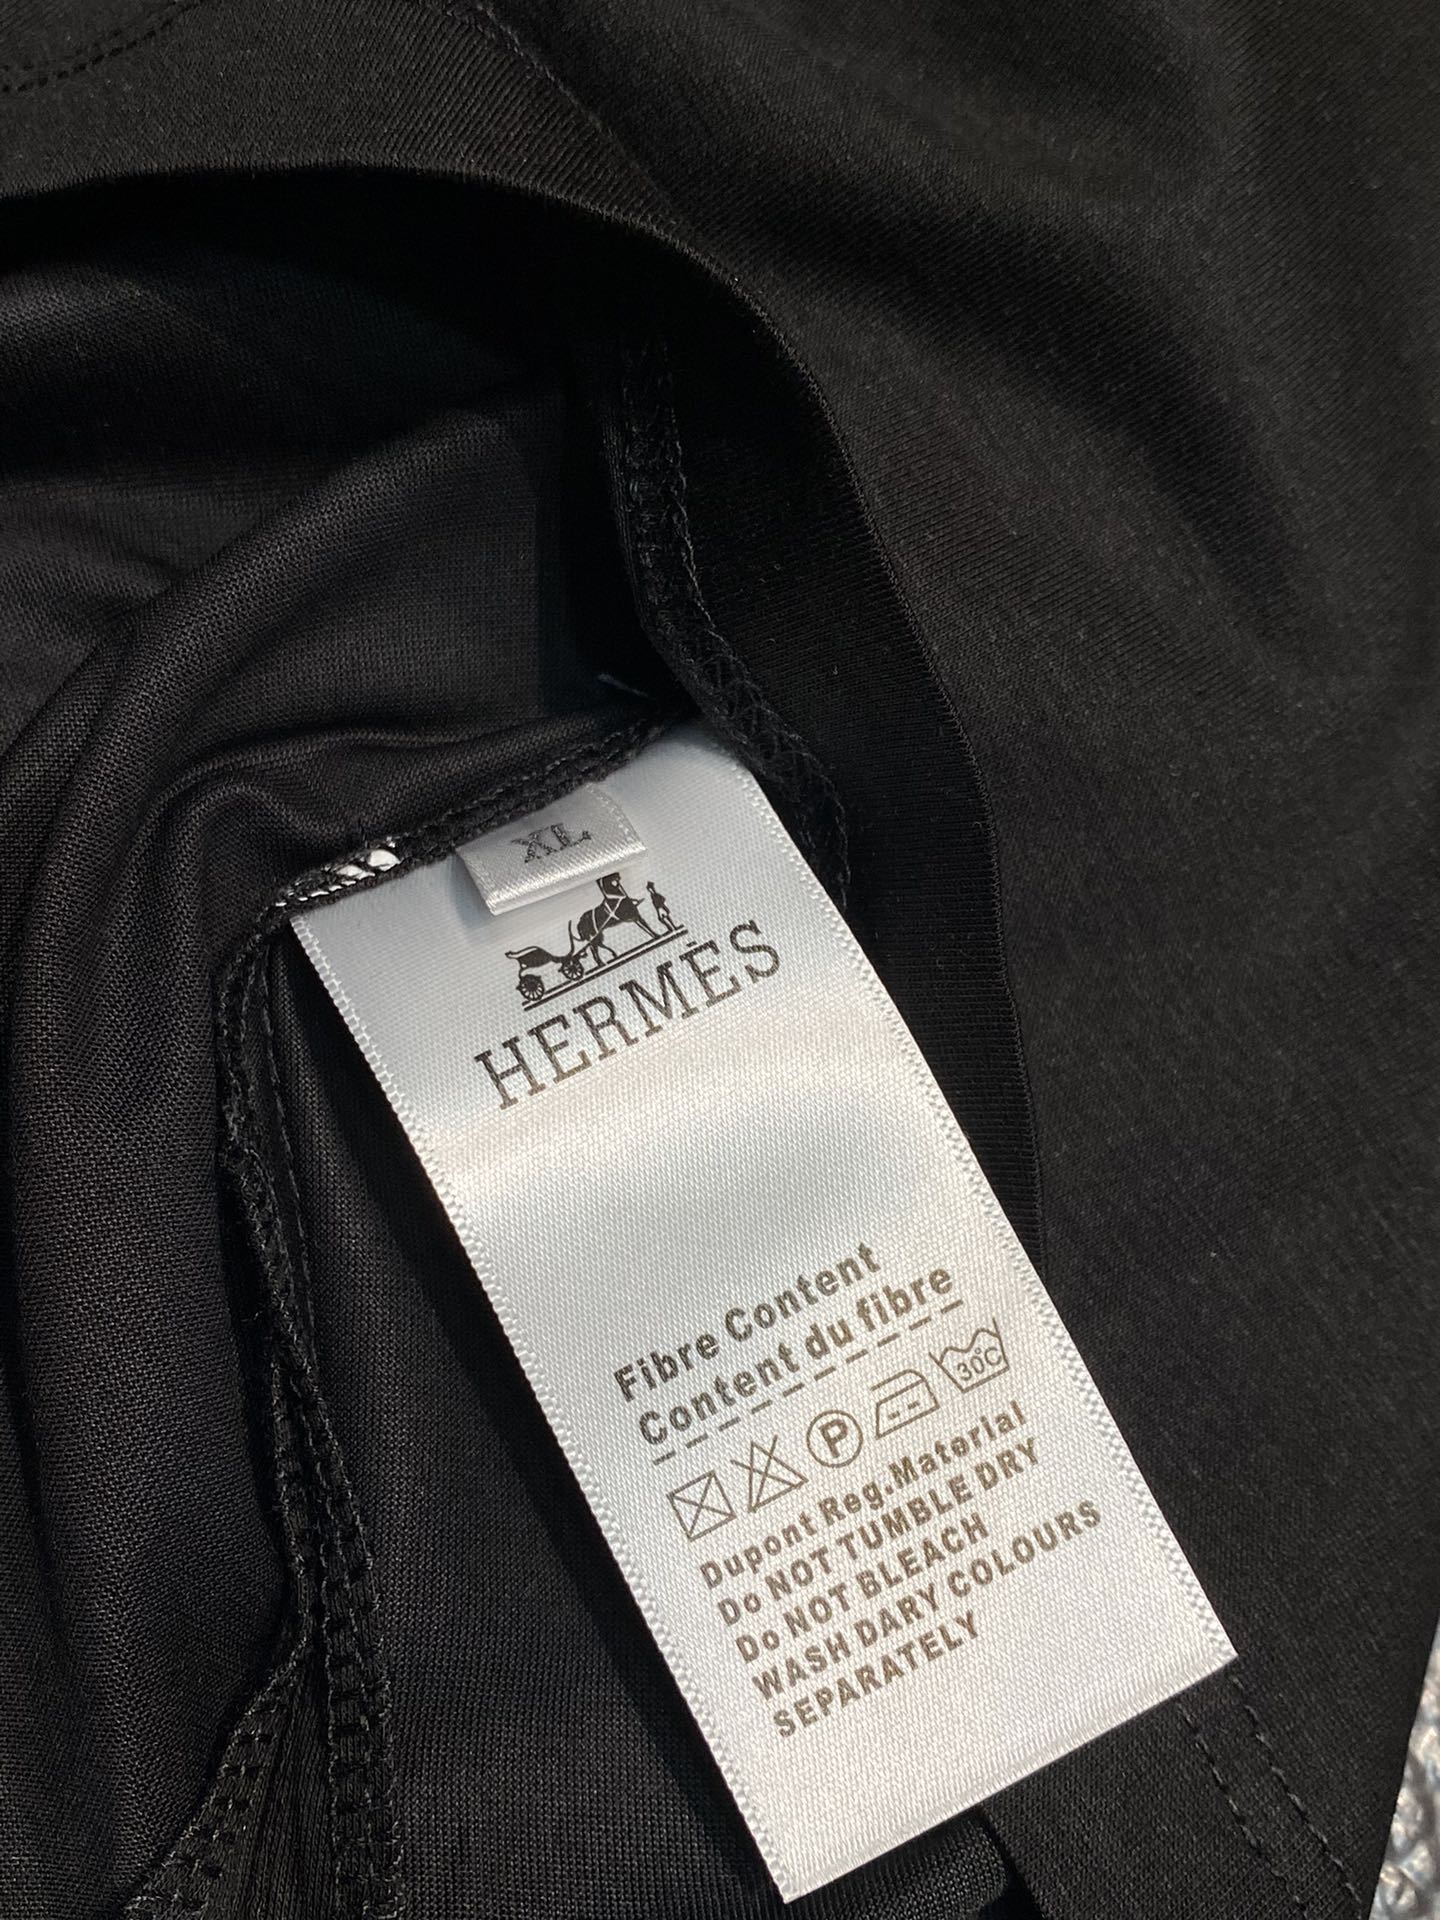 XL
HERMÈS
Fibre Content
Content du fibre
30°C
P
Dupont Reg.Material
Do NOT TUMBLE DRY
Do NOT BLEACH
WASH DARY COLOURS
SEPARATELY